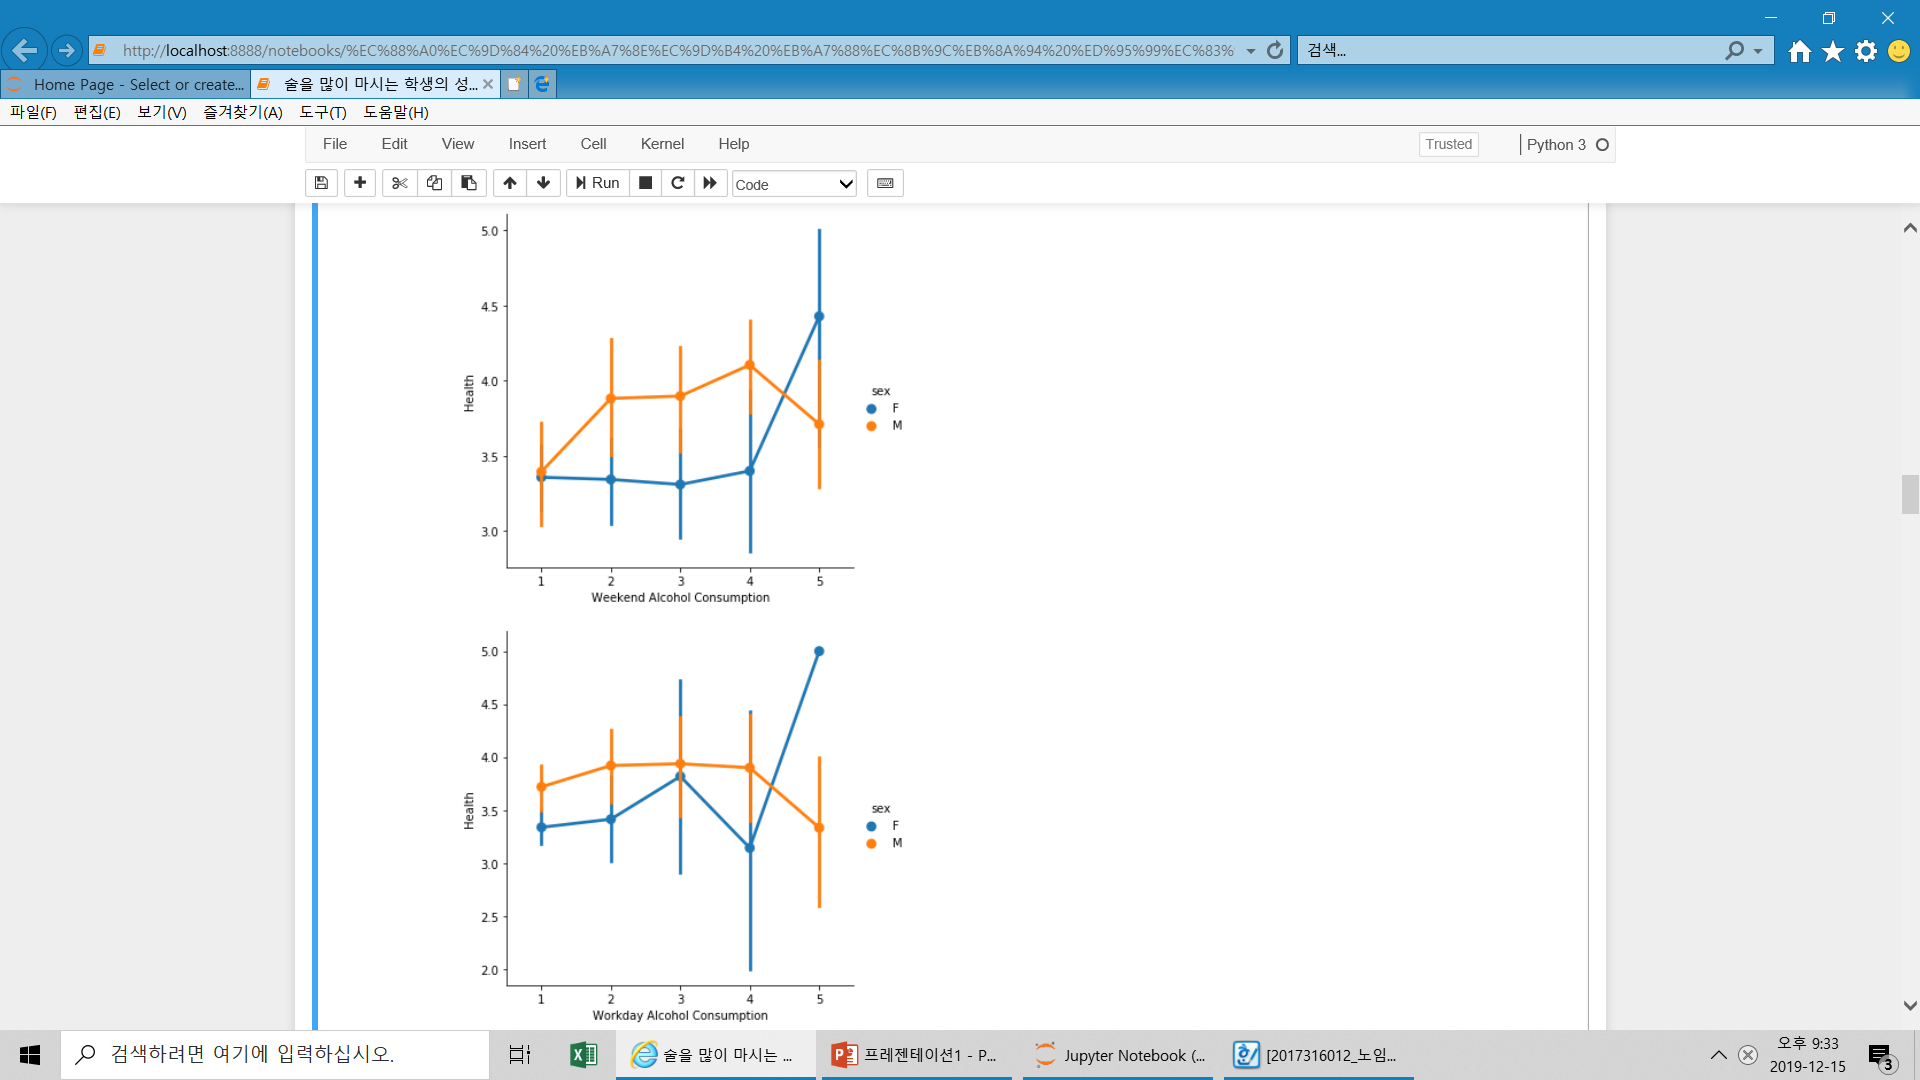 http://localhost:8888/notebooks/%EC%88%A0%EC%9D%84%20%EB%A7%8E%EC%9D%B4%20%EB%A7%88%EC%8B%9C%EB%8A%94%20%ED%95%99%EC%83%
검색...
Home Page - Select or create...
술을 많이 마시는 학생의 성...
파일(F) 편집(E) 보기(V) 즐겨찾기(A) 도구(T) 도움말(H)
File Edit View Insert Cell Kernel Help
Trusted
Python 3
Run
Code
5.0
4.5
4.0
3.5
3.0
Health
1 2 3 4 5
Weekend Alcohol Consumption
sex
F
M
5.0
4.5
4.0
3.5
3.0
2.5
2.0
Health
1 2 3 4 5
Workday Alcohol Consumption
sex
F
M
검색하려면 여기에 입력하십시오.
술을 많이 마시는 ...
프레젠테이션1 - P...
Jupyter Notebook (...
[2017316012_노임...
오후 9:33
2019-12-15
3